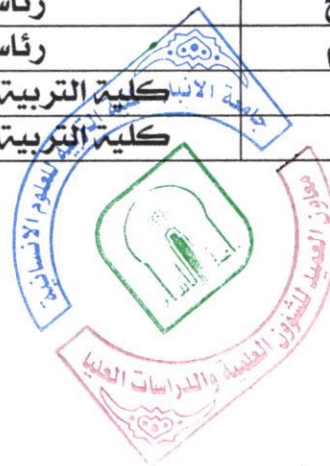 رئاس
رئاس
كلية التربية
كلية التربية
جامعة الانبار كلية التربية للعلوم الانسانية
معاون العميد للشؤون العلمية والدراسات العليا